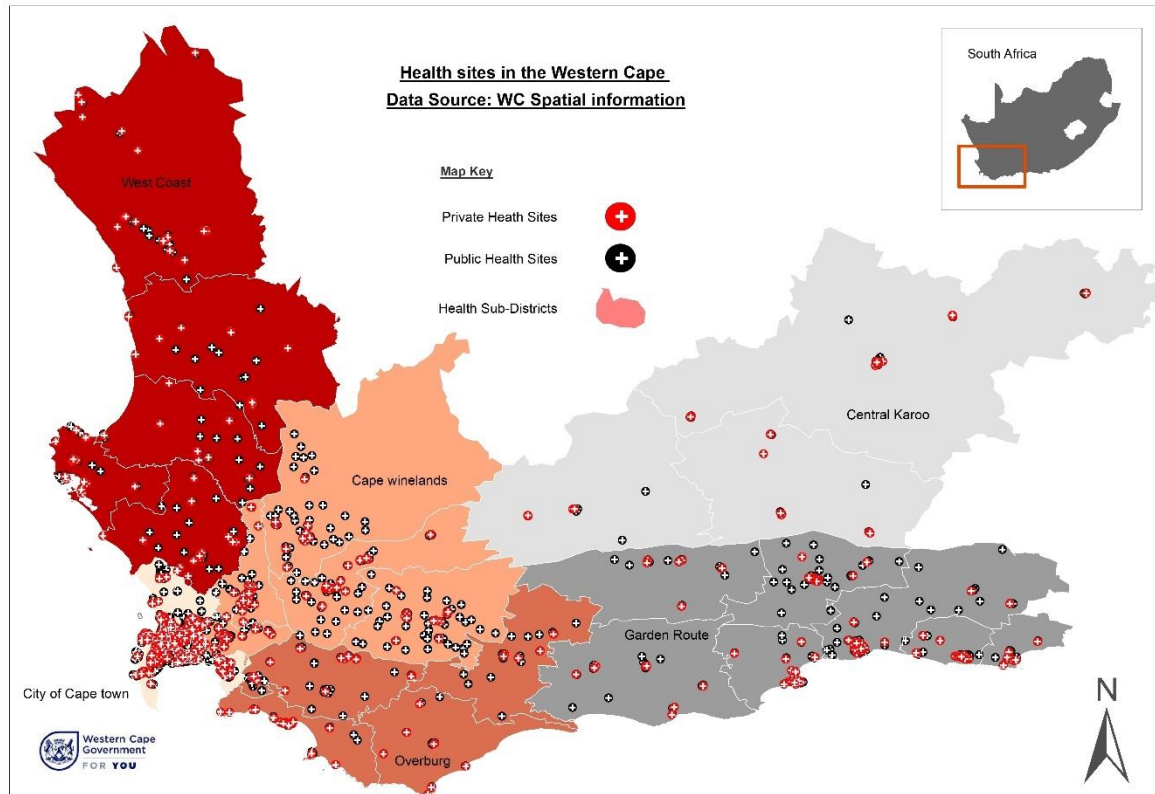 Health sites in the Western Cape
Data Source: WC Spatial information
South Africa
Map Key
Private Heath Sites
Public Health Sites
Health Sub-Districts
West Coast
Central Karoo
Cape winelands
Garden Route
City of Cape town
Overburg
N
Western Cape
Government
FOR YOU